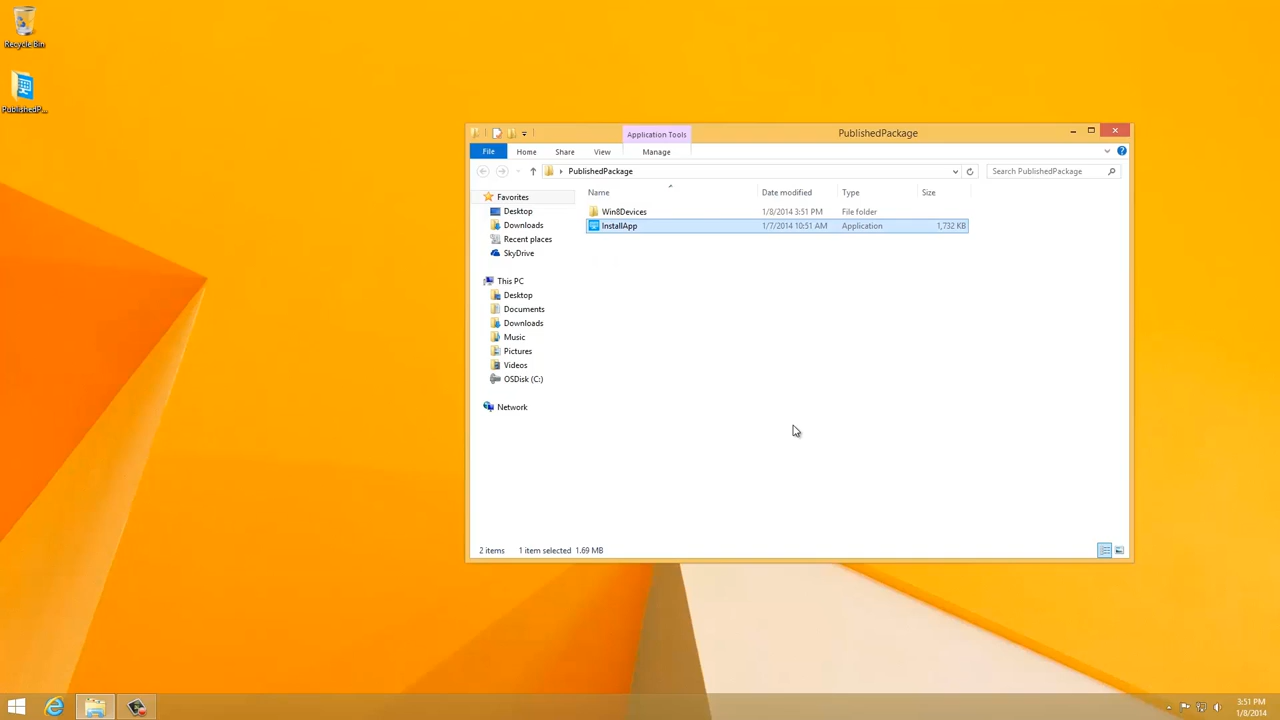 Recycle Bin
PublishedP...
Application Tools
PublishedPackage
File Home Share View Manage
PublishedPackage
Search PublishedPackage
Name Date modified Type Size
Win8Devices 1/8/2014 3:51 PM File folder
InstallApp 1/7/2014 10:51 AM Application 1,732 KB
Favorites
Desktop
Downloads
Recent places
SkyDrive
This PC
Desktop
Documents
Downloads
Music
Pictures
Videos
OSDisk (C:)
Network
2 items 1 item selected 1.69 MB
3:51 PM
1/8/2014